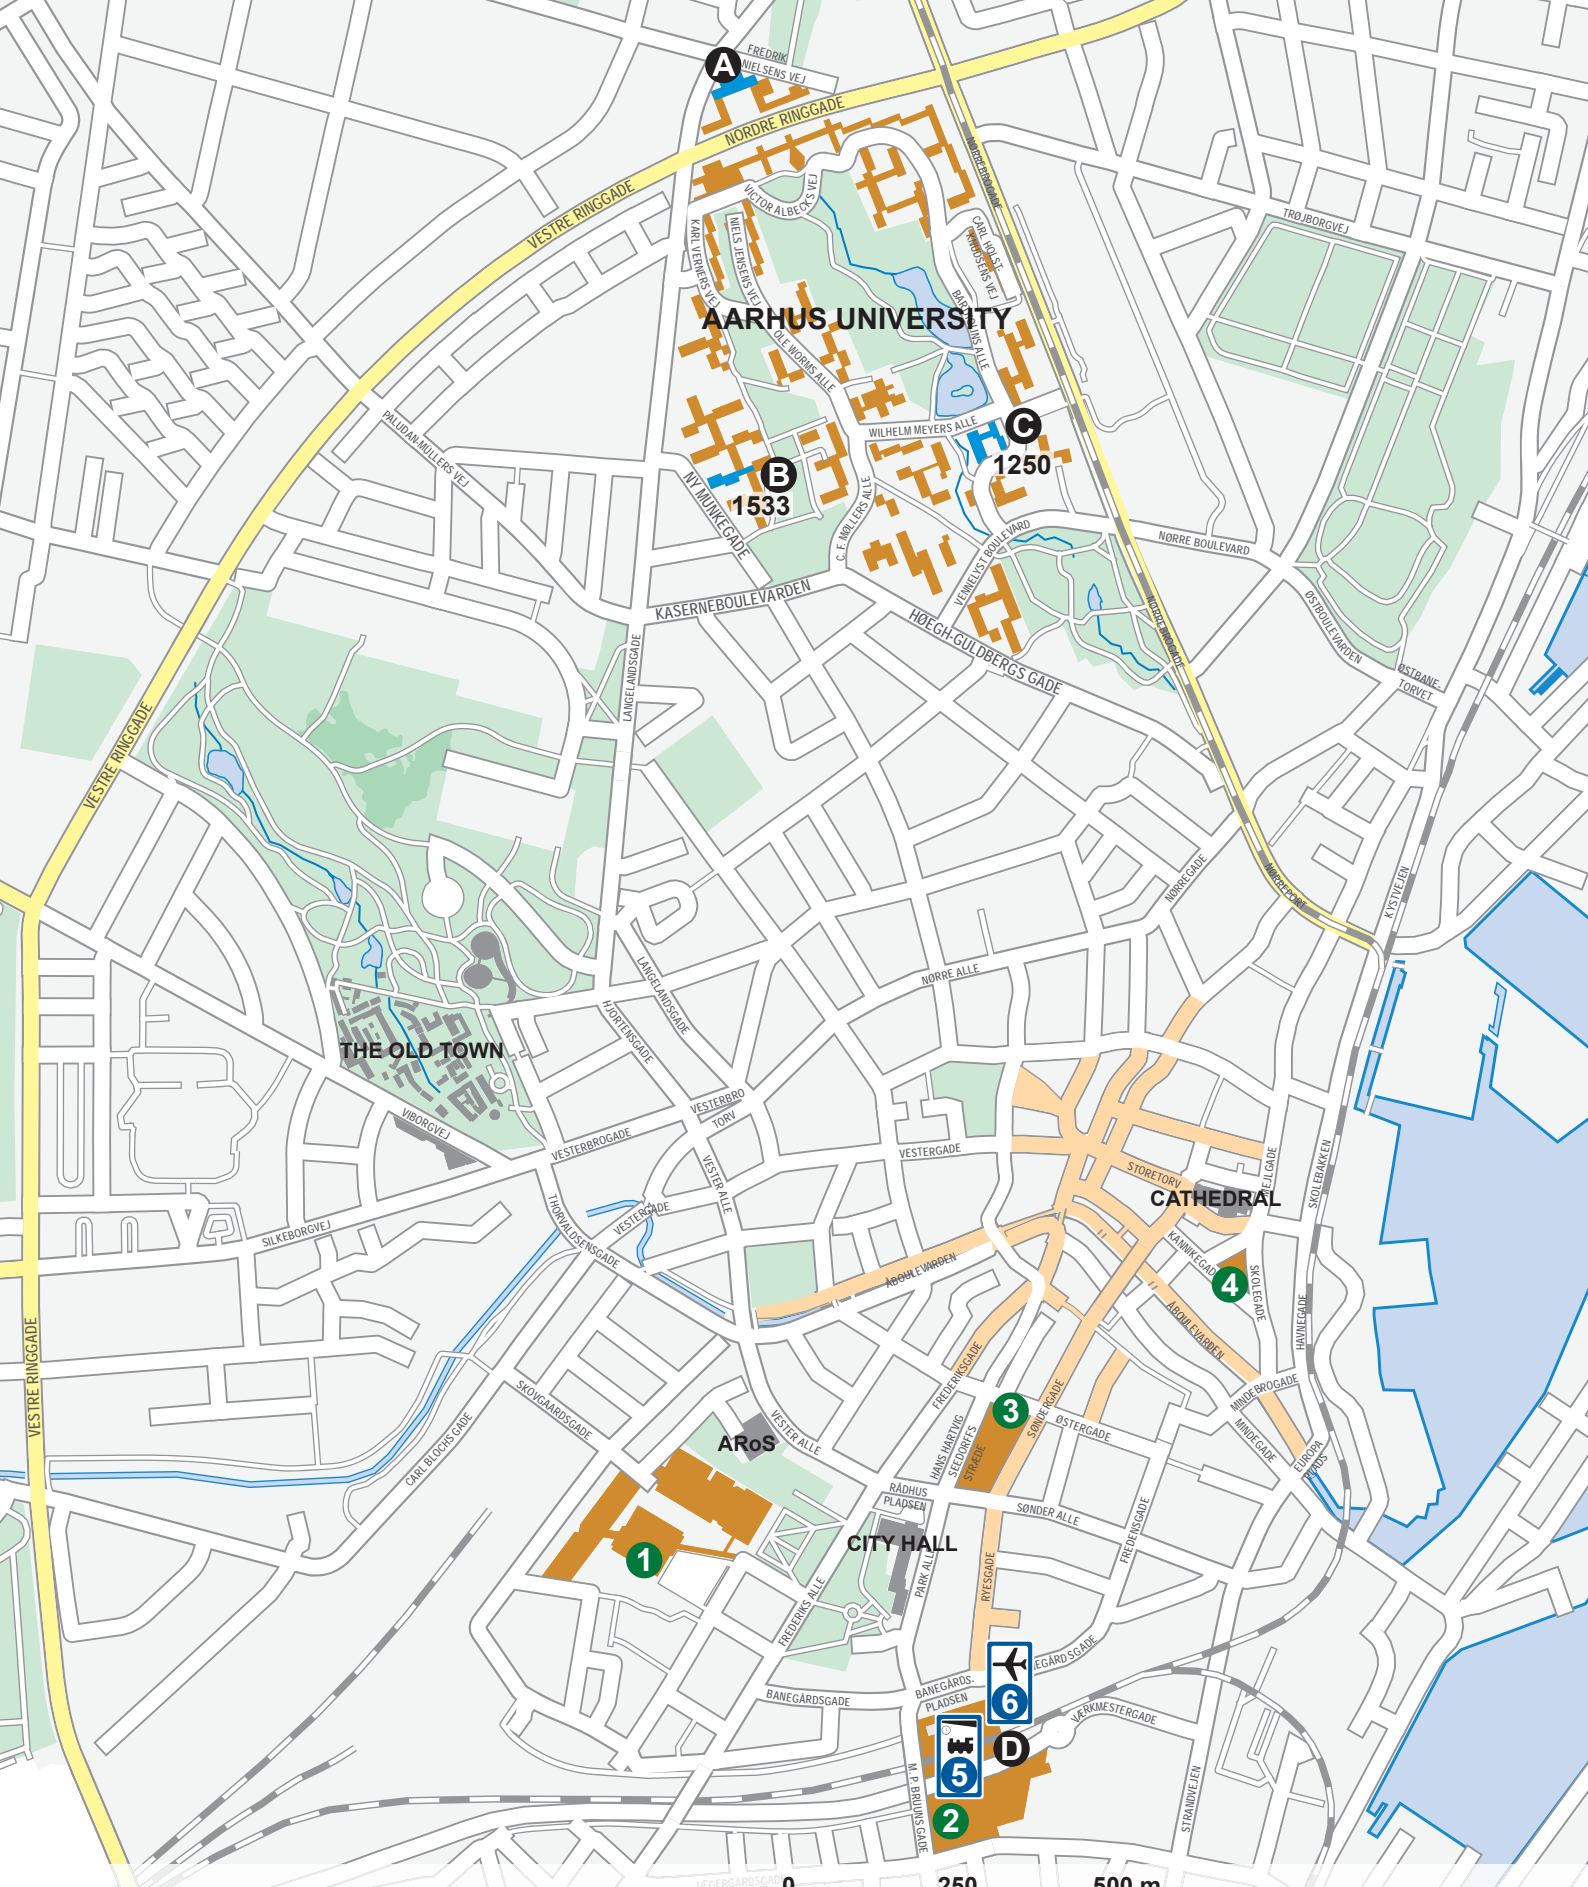 A
FREDRIK
NIELSENS VEJ
NORDRE RINGGADE
NØRREBROGADE
VESTRE RINGGADE
VICTOR ALBECKS VEJ
TRØJBORGVEJ
KARL VERNERS VEJ
NIELS JENSENS VEJ
CARL HOLST-
KNUDSENS VEJ
BARTHOLINS ALLE
AARHUS UNIVERSITY
OLE WORMS ALLE
PALUDAN-MÜLLERS VEJ
WILHELM MEYERS ALLE
C
1250
B
1533
NY MUNKEGADE
C. F. MØLLERS ALLE
VENNELYST BOULEVARD
NØRRE BOULEVARD
KASERNEBOULEVARDEN
HØEGH-GULDBERGS GADE
NØRREBROGADE
ØSTBOULEVARDEN
ØSTBANE-
TORVET
LANGELANDSGADE
VESTRE RINGGADE
NØRREGADE
NØRREPORT
KYSTVEJEN
LANGELANDSGADE
NØRRE ALLE
HJORTENSGADE
THE OLD TOWN
VIBORGVEJ
VESTERBRO
TORV
VESTERBROGADE
VESTERGADE
VESTER ALLE
STORETORV
CATHEDRAL
MEJLGADE
SKOLEBAKKEN
THORVALDSENSGADE
VESTERGADE
SILKEBORGVEJ
KANNIKEGADE
4
SKOLEGADE
ÅBOULEVARDEN
ÅBOULEVARDEN
HAVNEGADE
VESTRE RINGGADE
FREDERIKSGADE
SØNDERGADE
MINDEBROGADE
MINDEGADE
EUROPA
PLADS
SKOVGAARDSGADE
CARL BLOCHS GADE
VESTER ALLE
ARoS
3
ØSTERGADE
HANS HARTVIG
SEEDORFFS
STRÆDE
RÅDHUS
PLADSEN
SØNDER ALLE
FREDENSGADE
CITY HALL
1
PARK ALLE
RYESGADE
FREDERIKS ALLE
BANEGÅRDSGADE
BANEGÅRDS-
PLADSEN
6
VÆRKMESTERGADE
D
5
2
M. P. BRUUNS GADE
STRANDVEJEN
0 250 500 m